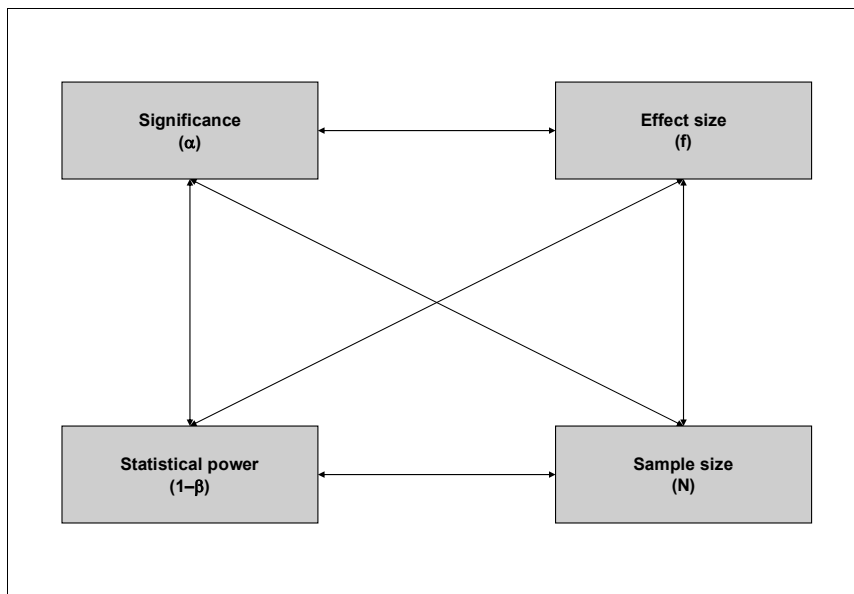 Significance
(α)
Effect size
(f)
Statistical power
(1–β)
Sample size
(N)